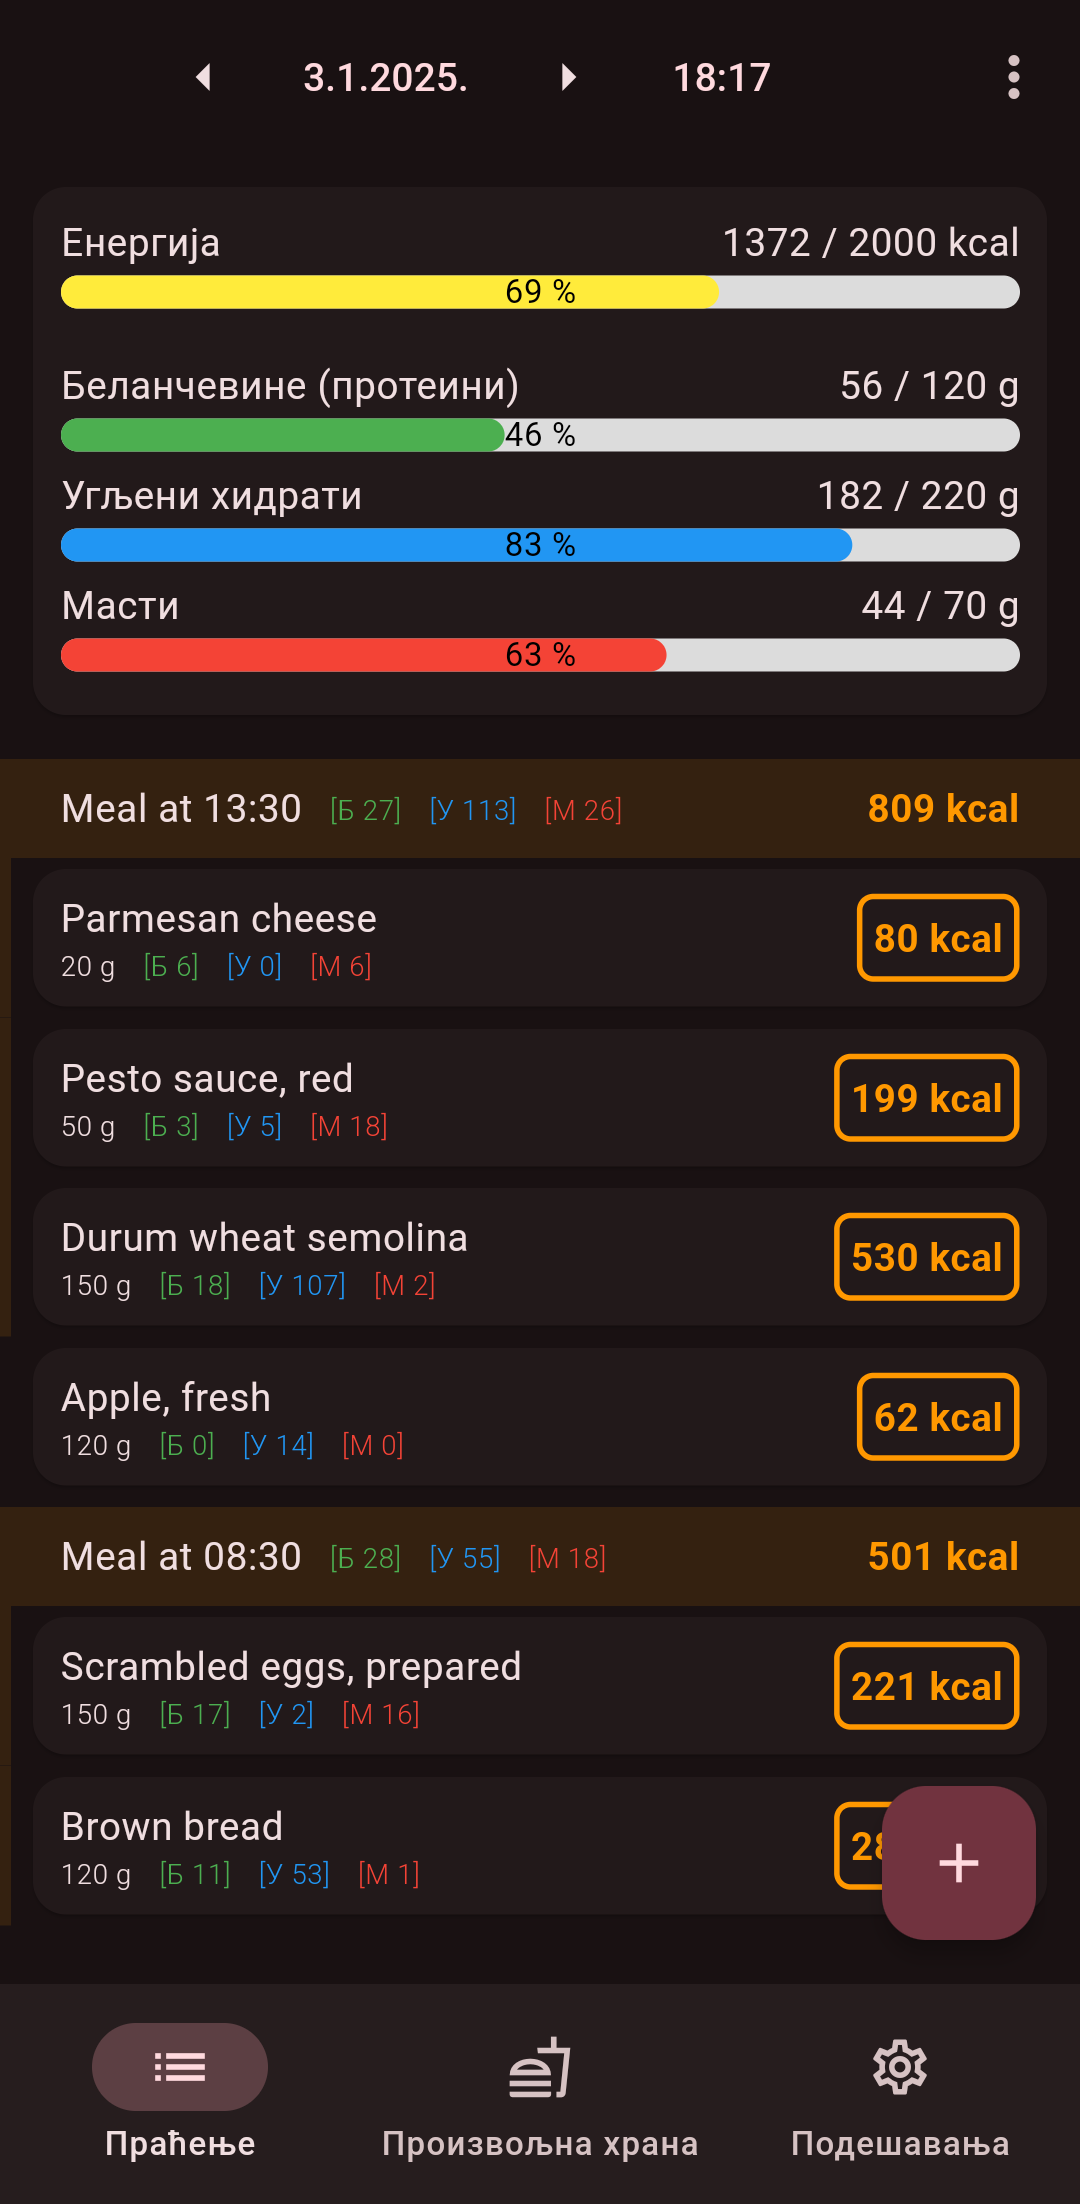 3.1.2025. 18:17
Енергија 1372 / 2000 kcal
69 %
Беланчевине (протеини) 56 / 120 g
46 %
Угљени хидрати 182 / 220 g
83 %
Масти 44 / 70 g
63 %
Meal at 13:30 [Б 27] [У 113] [М 26] 809 kcal
Parmesan cheese 80 kcal
20 g [Б 6] [У 0] [М 6]
Pesto sauce, red 199 kcal
50 g [Б 3] [У 5] [М 18]
Durum wheat semolina 530 kcal
150 g [Б 18] [У 107] [М 2]
Apple, fresh 62 kcal
120 g [Б 0] [У 14] [М 0]
Meal at 08:30 [Б 28] [У 55] [М 18] 501 kcal
Scrambled eggs, prepared 221 kcal
150 g [Б 17] [У 2] [М 16]
Brown bread
120 g [Б 11] [У 53] [М 1]
Праћење Произвољна храна Подешавања